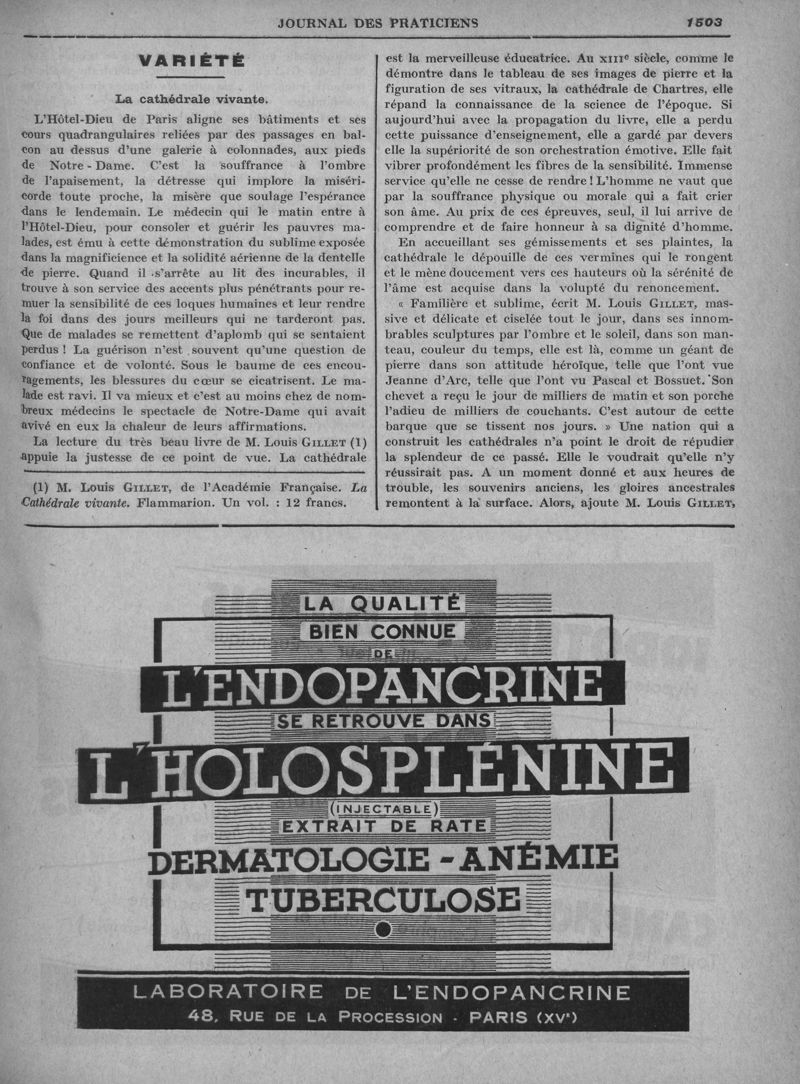 JOURNAL DES PRATICIENS 1503
VARIÉTÉ
La cathédrale vivante.
L'Hôtel-Dieu de Paris aligne ses bâtiments et ses
cours quadrangulaires reliées par des passages en bal-
con au dessus d'une galerie à colonnades, aux pieds
de Notre-Dame. C'est la souffrance à l'ombre
de l'apaisement, la détresse qui implore la miséri-
corde toute proche, la misère que soulage l'espérance
dans le lendemain. Le médecin qui le matin entre à
l'Hôtel-Dieu, pour consoler et guérir les pauvres ma-
lades, est ému à cette démonstration du sublime exposée
dans la magnificience et la solidité aérienne de la dentelle
de pierre. Quand il s'arrête au lit des incurables, il
trouve à son service des accents plus pénétrants pour re-
muer la sensibilité de ces loques humaines et leur rendre
la foi dans des jours meilleurs qui ne tarderont pas.
Que de malades se remettent d'aplomb qui se sentaient
perdus ! La guérison n'est souvent qu'une question de
confiance et de volonté. Sous le baume de ces encou-
ragements, les blessures du cœur se cicatrisent. Le ma-
lade est ravi. Il va mieux et c'est au moins chez de nom-
breux médecins le spectacle de Notre-Dame qui avait
avivé en eux la chaleur de leurs affirmations.
La lecture du très beau livre de M. Louis GILLET (1)
appuie la justesse de ce point de vue. La cathédrale
(1) M. Louis GILLET, de l'Académie Française. La
Cathédrale vivante. Flammarion. Un vol. : 12 francs.
est la merveilleuse éducatrice. Au XIIIe siècle, comme le
démontre dans le tableau de ses images de pierre et la
figuration de ses vitraux, la cathédrale de Chartres, elle
répand la connaissance de la science de l'époque. Si
aujourd'hui avec la propagation du livre, elle a perdu
cette puissance d'enseignement, elle a gardé par devers
elle la supériorité de son orchestration émotive. Elle fait
vibrer profondément les fibres de la sensibilité. Immense
service qu'elle ne cesse de rendre ! L'homme ne vaut que
par la souffrance physique ou morale qui a fait crier
son âme. Au prix de ces épreuves, seul, il lui arrive de
comprendre et de faire honneur à sa dignité d'homme.
En accueillant ses gémissements et ses plaintes, la
cathédrale le dépouille de ces vermines qui le rongent
et le mène doucement vers ces hauteurs où la sérénité de
l'âme est acquise dans la volupté du renoncement.
« Familière et sublime, écrit M. Louis GILLET, mas-
sive et délicate et ciselée tout le jour, dans ses innom-
brables sculptures par l'ombre et le soleil, dans son man-
teau, couleur du temps, elle est là, comme un géant de
pierre dans son attitude héroïque, telle que l'ont vue
Jeanne d'Arc, telle que l'ont vu Pascal et Bossuet. Son
chevet a reçu le jour de milliers de matin et son porche
l'adieu de milliers de couchants. C'est autour de cette
barque que se tissent nos jours. » Une nation qui a
construit les cathédrales n'a point le droit de répudier
la splendeur de ce passé. Elle le voudrait qu'elle n'y
réussirait pas. A un moment donné et aux heures de
trouble, les souvenirs anciens, les gloires ancestrales
remontent à la surface. Alors, ajoute M. Louis GILLET,
LA QUALITÉ
BIEN CONNUE
DE
L'ENDOPANCRINE
SE RETROUVE DANS
L'HOLOSPLÉNINE
(INJECTABLE)
EXTRAIT DE RATE
DERMATOLOGIE - ANÉMIE
TUBERCULOSE
LABORATOIRE DE L'ENDOPANCRINE
48, RUE DE LA PROCESSION - PARIS (XVe)